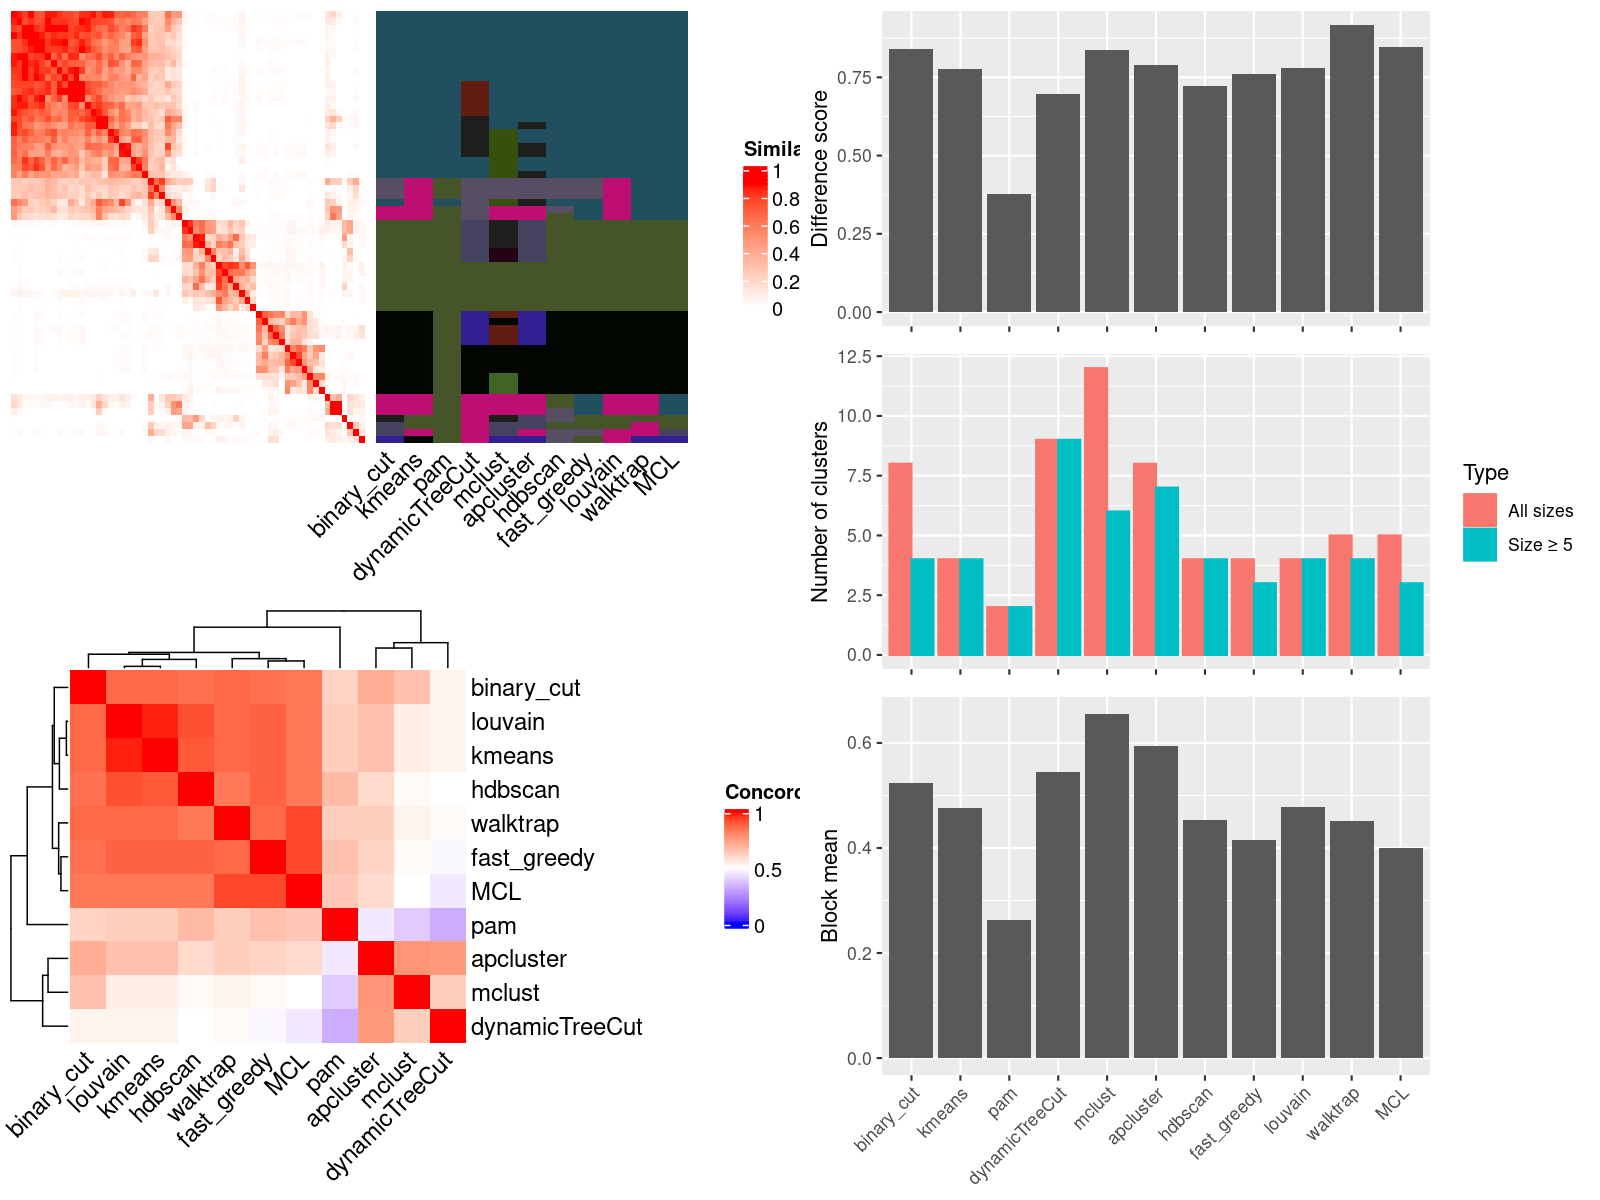 Simila
1
0.8
0.6
0.4
0.2
0
binary_cut
kmeans
pam
dynamicTreeCut
mclust
apcluster
hdbscan
fast_greedy
louvain
walktrap
MCL
Difference score
0.75
0.50
0.25
0.00
Number of clusters
12.5
10.0
7.5
5.0
2.5
0.0
Type
All sizes
Size ≥ 5
binary_cut
louvain
kmeans
hdbscan
walktrap
fast_greedy
MCL
pam
apcluster
mclust
dynamicTreeCut
binary_cut
louvain
kmeans
hdbscan
walktrap
fast_greedy
MCL
pam
apcluster
mclust
dynamicTreeCut
Concord
1
0.5
0
Block mean
0.6
0.4
0.2
0.0
binary_cut
kmeans
pam
dynamicTreeCut
mclust
apcluster
hdbscan
fast_greedy
louvain
walktrap
MCL